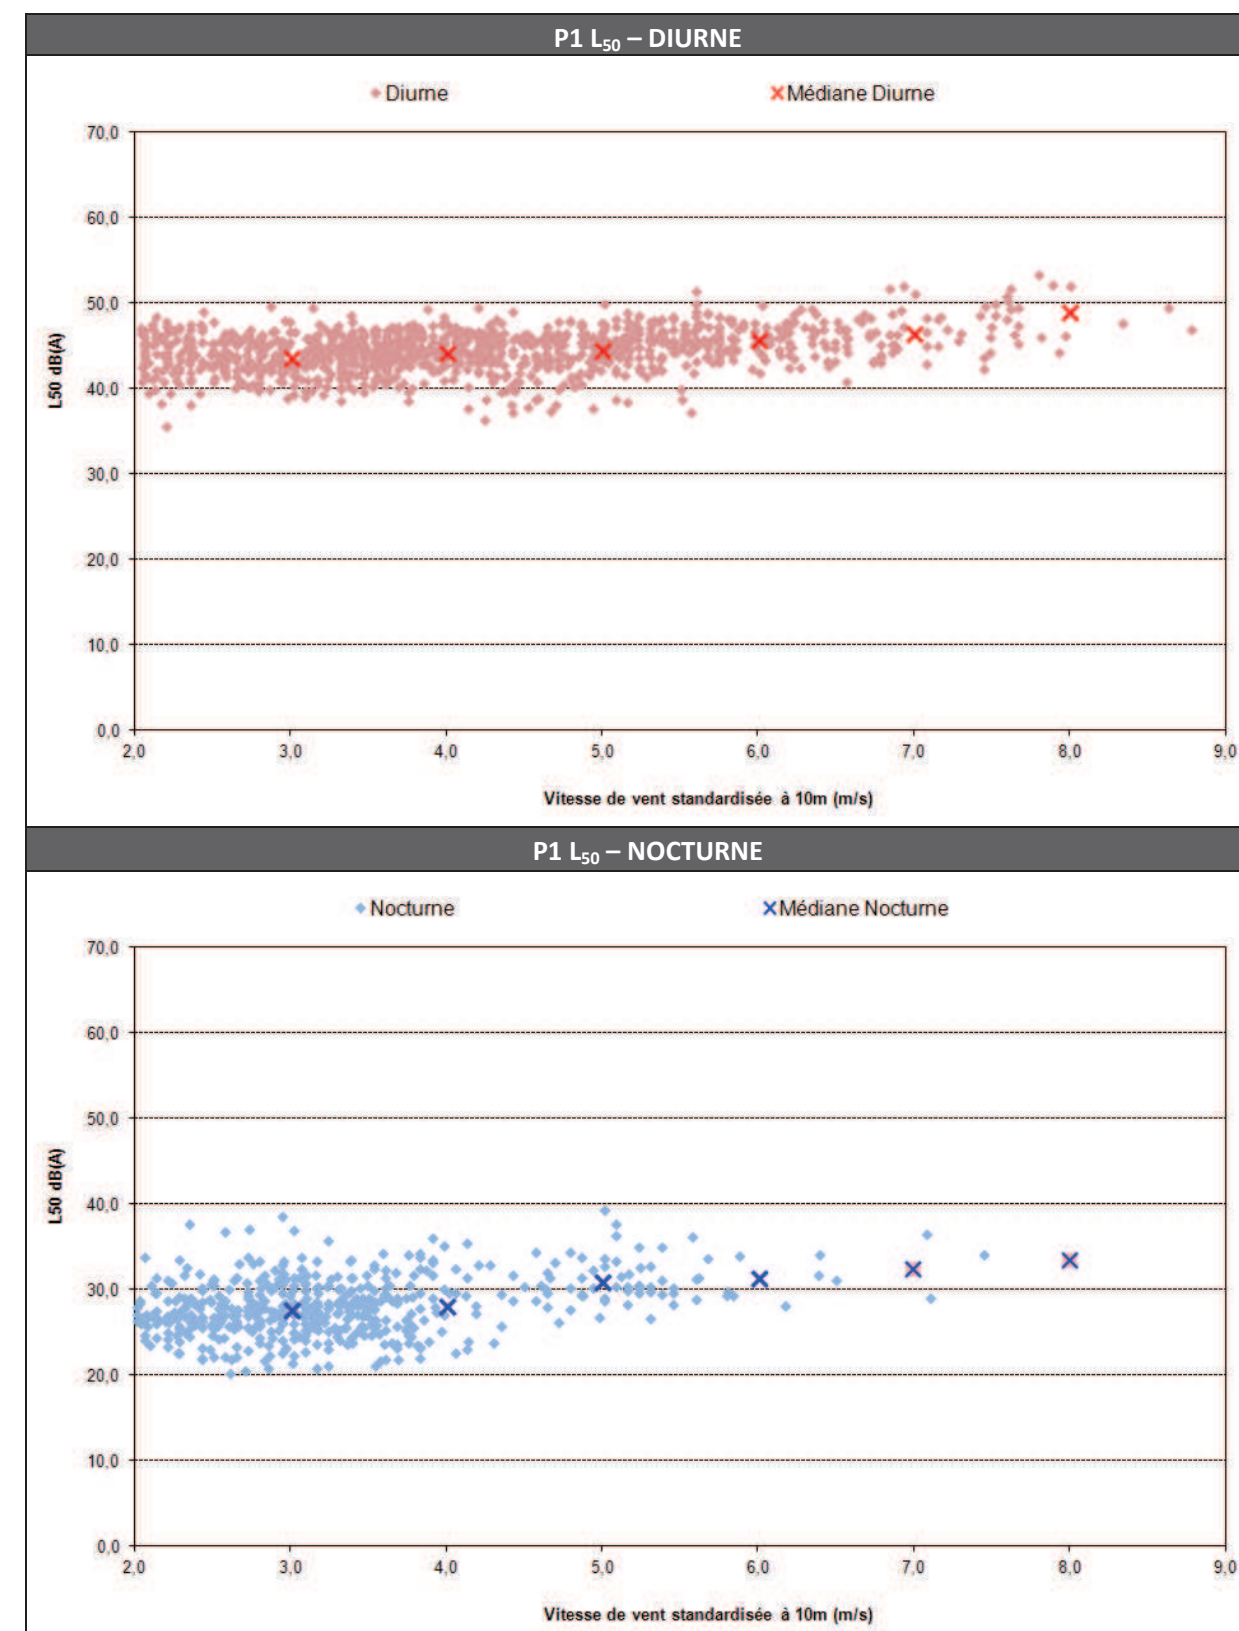 P1 L50 – DIURNE
Diurne Médiane Diurne
70,0
60,0
50,0
40,0
30,0
20,0
10,0
0,0
L50 dB(A)
2,0 3,0 4,0 5,0 6,0 7,0 8,0 9,0
Vitesse de vent standardisée à 10m (m/s)
P1 L50 – NOCTURNE
Nocturne Médiane Nocturne
70,0
60,0
50,0
40,0
30,0
20,0
10,0
0,0
L50 dB(A)
2,0 3,0 4,0 5,0 6,0 7,0 8,0 9,0
Vitesse de vent standardisée à 10m (m/s)